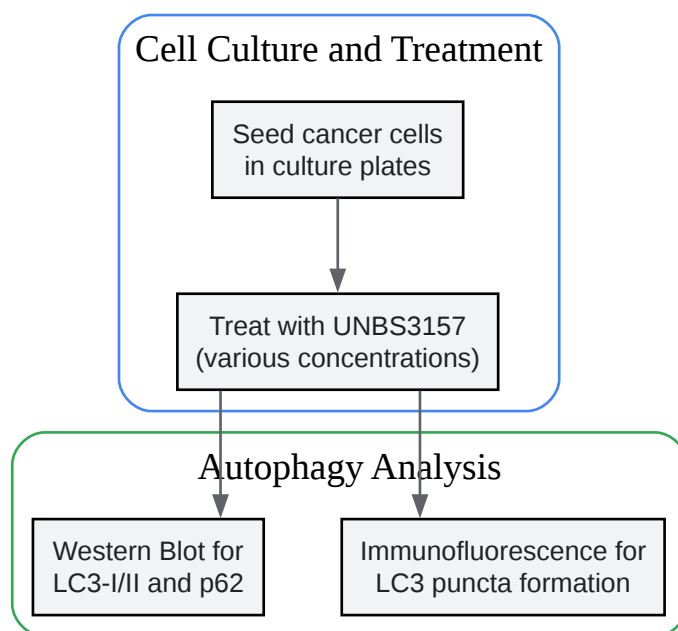 Cell Culture and Treatment
Seed cancer cells
in culture plates
Treat with UNBS3157
(various concentrations)
Autophagy Analysis
Western Blot for
LC3-I/II and p62
Immunofluorescence for
LC3 puncta formation